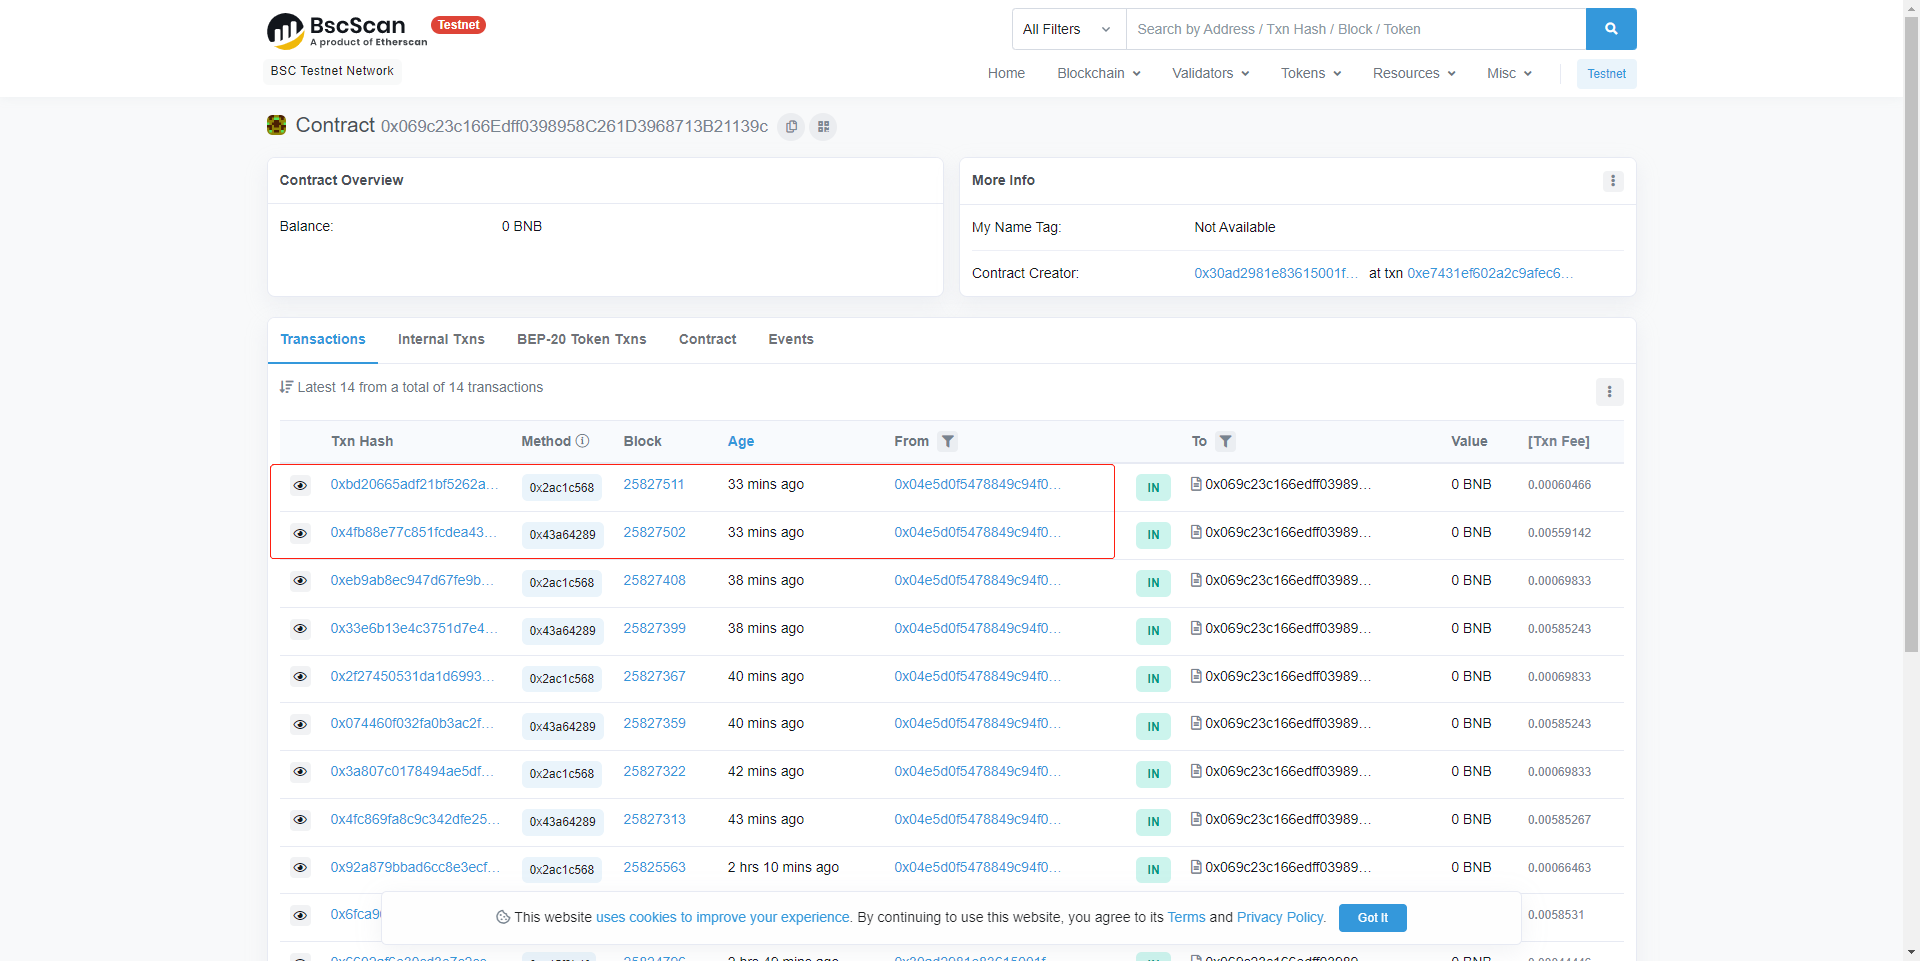 BscScan
A product of Etherscan
Testnet
BSC Testnet Network
All Filters
Search by Address / Txn Hash / Block / Token
Home Blockchain Validators Tokens Resources Misc Testnet
Contract 0x069c23c166Edff0398958C261D3968713B21139c
Contract Overview
Balance: 0 BNB
More Info
My Name Tag: Not Available
Contract Creator: 0x30ad2981e83615001f... at txn 0xe7431ef602a2c9afec6...
Transactions Internal Txns BEP-20 Token Txns Contract Events
Latest 14 from a total of 14 transactions
Txn Hash Method Block Age From To Value [Txn Fee]
0xbd20665adf21bf5262a... 0x2ac1c568 25827511 33 mins ago 0x04e5d0f5478849c94f0... IN 0x069c23c166edff03989... 0 BNB 0.00060466
0x4fb88e77c851fcdea43... 0x43a64289 25827502 33 mins ago 0x04e5d0f5478849c94f0... IN 0x069c23c166edff03989... 0 BNB 0.00559142
0xeb9ab8ec947d67fe9b... 0x2ac1c568 25827408 38 mins ago 0x04e5d0f5478849c94f0... IN 0x069c23c166edff03989... 0 BNB 0.00069833
0x33e6b13e4c3751d7e4... 0x43a64289 25827399 38 mins ago 0x04e5d0f5478849c94f0... IN 0x069c23c166edff03989... 0 BNB 0.00585243
0x2f27450531da1d6993... 0x2ac1c568 25827367 40 mins ago 0x04e5d0f5478849c94f0... IN 0x069c23c166edff03989... 0 BNB 0.00069833
0x074460f032fa0b3ac2f... 0x43a64289 25827359 40 mins ago 0x04e5d0f5478849c94f0... IN 0x069c23c166edff03989... 0 BNB 0.00585243
0x3a807c0178494ae5df... 0x2ac1c568 25827322 42 mins ago 0x04e5d0f5478849c94f0... IN 0x069c23c166edff03989... 0 BNB 0.00069833
0x4fc869fa8c9c342dfe25... 0x43a64289 25827313 43 mins ago 0x04e5d0f5478849c94f0... IN 0x069c23c166edff03989... 0 BNB 0.00585267
0x92a879bbad6cc8e3ecf... 0x2ac1c568 25825563 2 hrs 10 mins ago 0x04e5d0f5478849c94f0... IN 0x069c23c166edff03989... 0 BNB 0.00066463
0.0058531
This website uses cookies to improve your experience. By continuing to use this website, you agree to its Terms and Privacy Policy. Got It